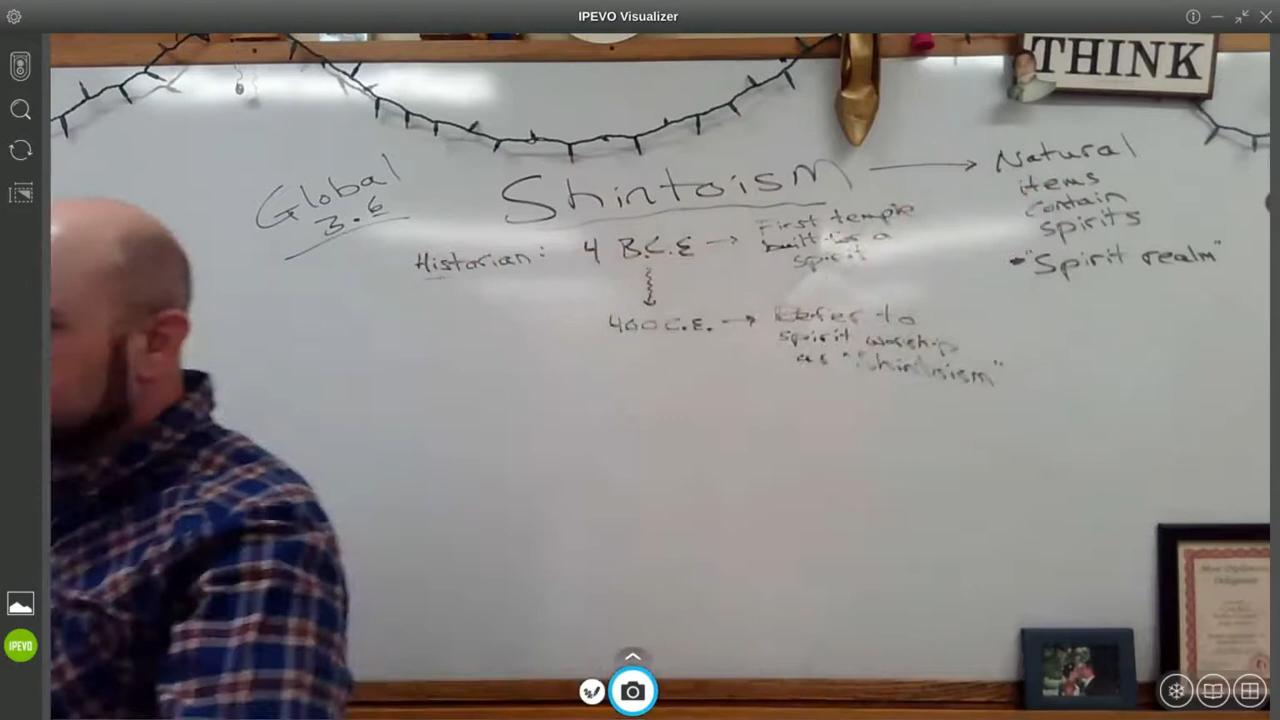 IPEVO Visualizer
THINK
Global
3.6
Shintoism
Natural
items
contain
spirits
"Spirit realm"
Historian:
4 B.C.E
First temple
built for a
spirit
400 C.E.
Refer to
spirit worship
as "Shintoism"
IPEVO